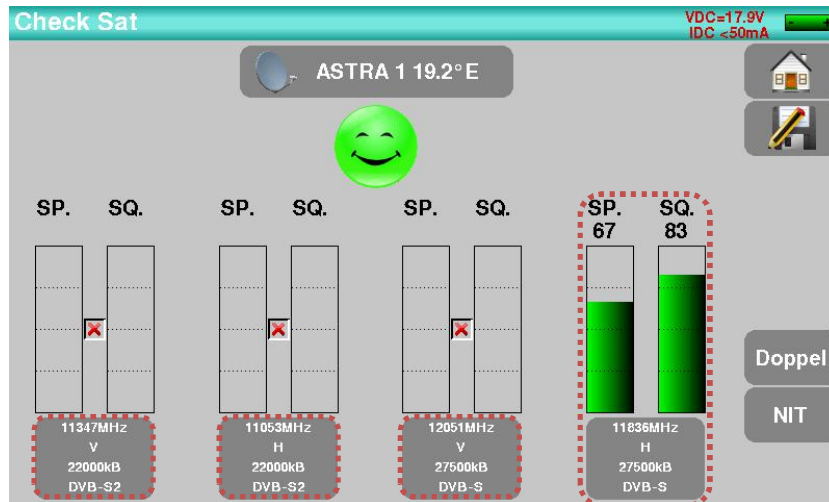 Check Sat
VDC=17.9V
IDC <50mA
ASTRA 1 19.2°E
SP. SQ.
SP. SQ.
SP. SQ.
SP. SQ.
67 83
11347MHz
V
22000kB
DVB-S2
11053MHz
H
22000kB
DVB-S2
12051MHz
V
27500kB
DVB-S
11836MHz
H
27500kB
DVB-S
Doppel
NIT